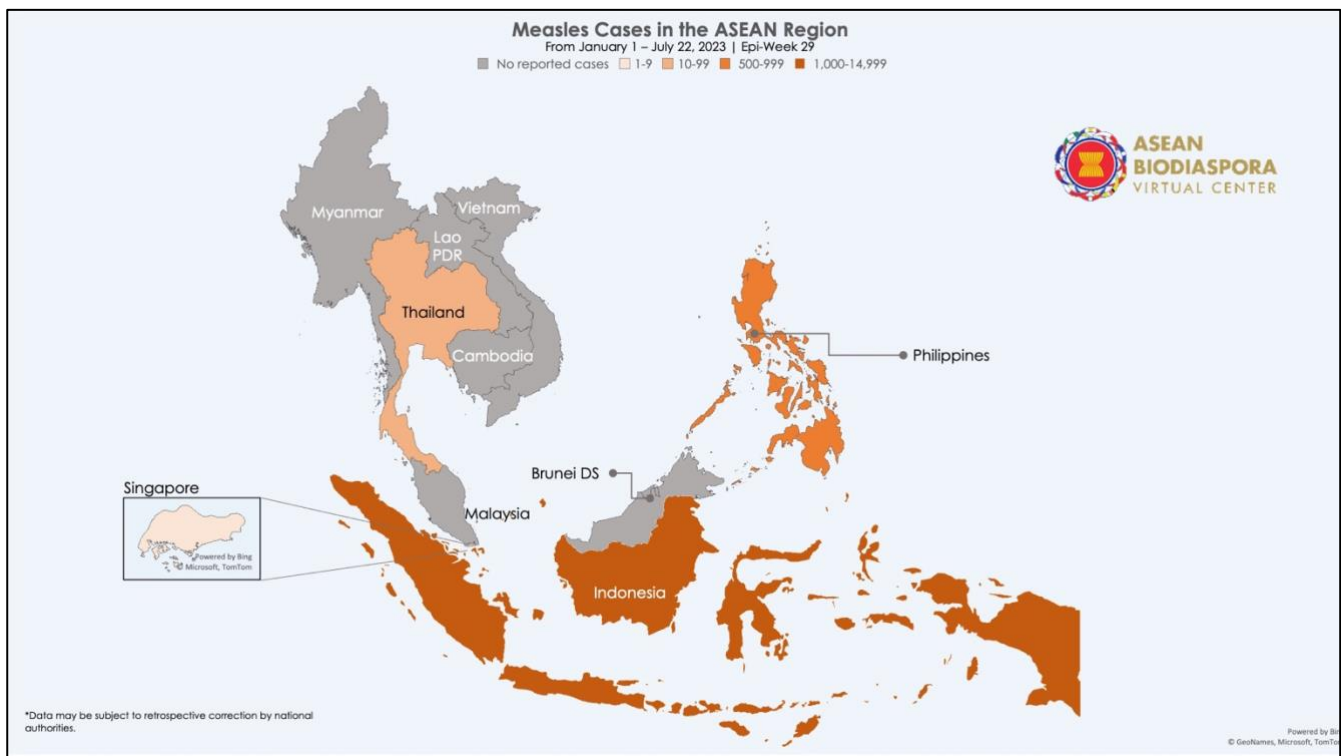 Measles Cases in the ASEAN Region
From January 1 – July 22, 2023 | Epi-Week 29
No reported cases 1-9 10-99 500-999 1,000-14,999
ASEAN
BIODIASPORA
VIRTUAL CENTER
Myanmar
Vietnam
Lao
PDR
Thailand
Cambodia
Philippines
Brunei DS
Singapore
Malaysia
Powered by Bing
© Microsoft, TomTom
Indonesia
*Data may be subject to retrospective correction by national
authorities.
Powered by Bing
© GeoNames, Microsoft, TomTom